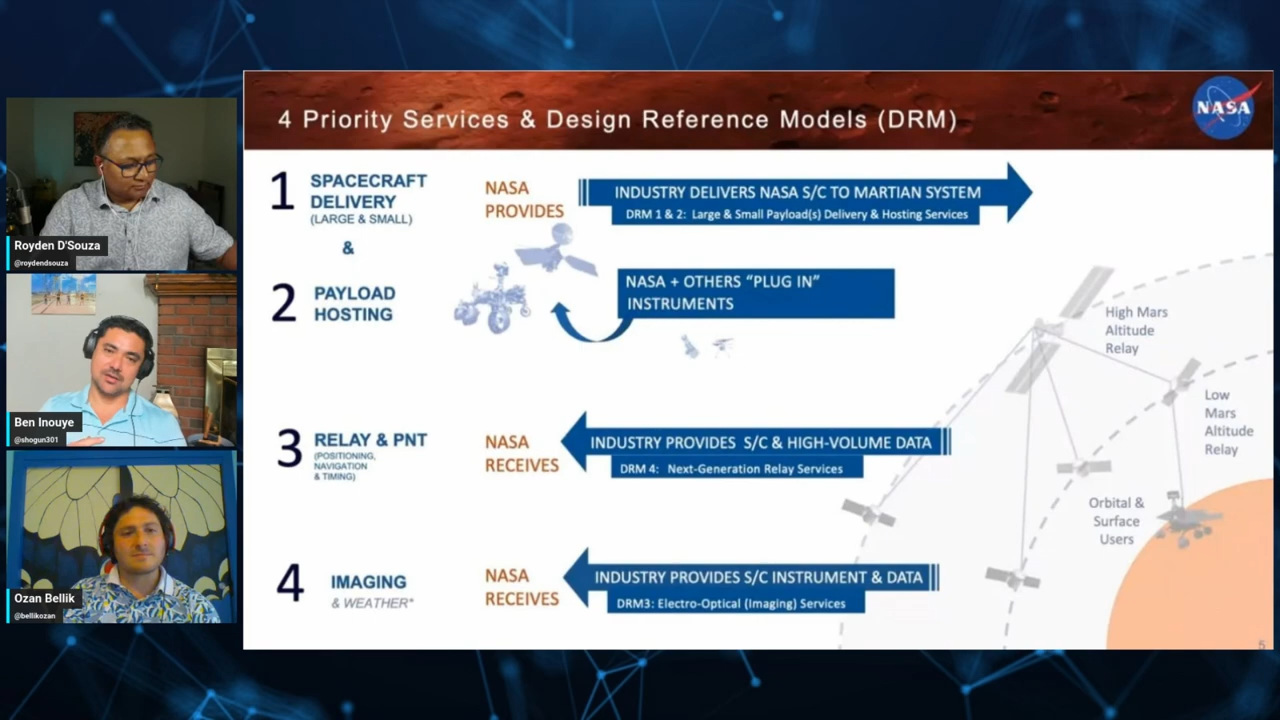 4 Priority Services & Design Reference Models (DRM)
NASA
1
SPACECRAFT
DELIVERY
(LARGE & SMALL)
&
NASA
PROVIDES
INDUSTRY DELIVERS NASA S/C TO MARTIAN SYSTEM
DRM 1 & 2: Large & Small Payload(s) Delivery & Hosting Services
2
PAYLOAD
HOSTING
NASA + OTHERS “PLUG IN”
INSTRUMENTS
3
RELAY & PNT
(POSITIONING,
NAVIGATION
& TIMING)
NASA
RECEIVES
INDUSTRY PROVIDES S/C & HIGH-VOLUME DATA
DRM 4: Next-Generation Relay Services
4
IMAGING
& WEATHER*
NASA
RECEIVES
INDUSTRY PROVIDES S/C INSTRUMENT & DATA
DRM3: Electro-Optical (Imaging) Services
High Mars
Altitude
Relay
Low
Mars
Altitude
Relay
Orbital &
Surface
Users
5
Royden D'Souza
@roydendsouza
Ben Inouye
@shogun301
Ozan Bellik
@bellikozan